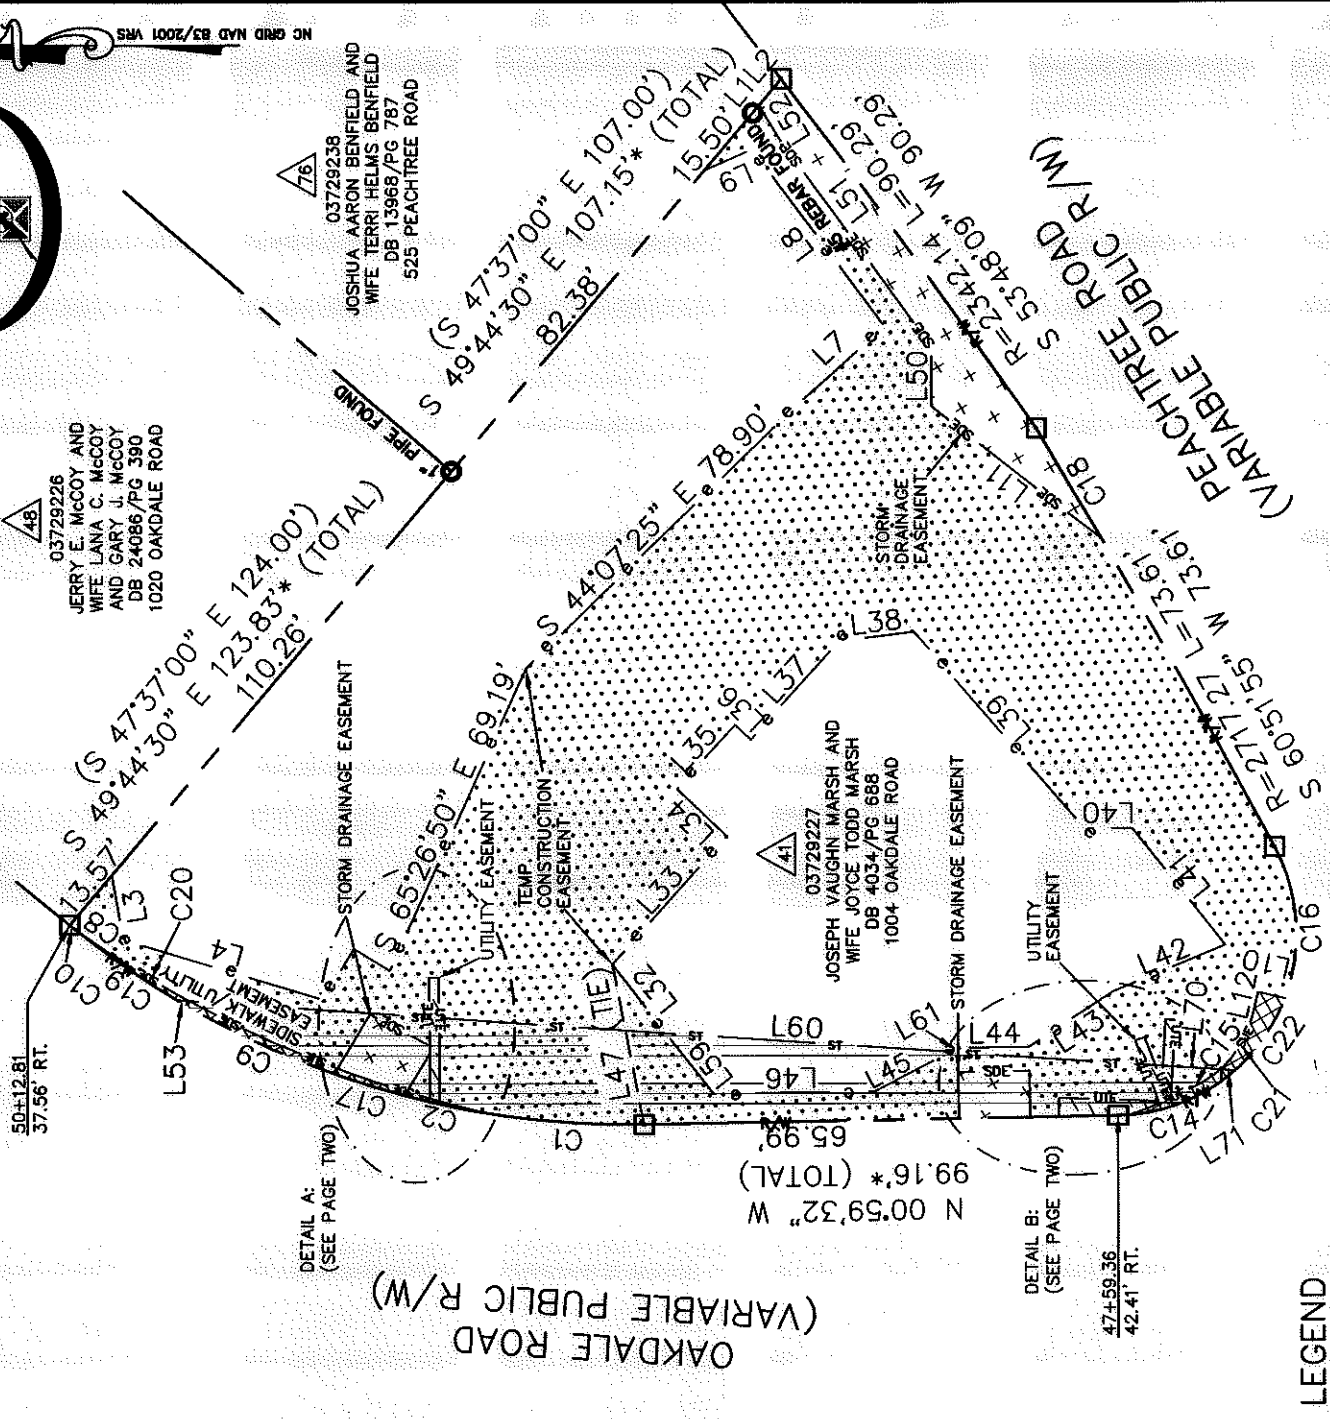 NC GRID NAD 83/2001 VRS
48
03729226
JERRY E. McCOY AND
WIFE LANA C. McCOY
AND GARY J. McCOY
DB 24086/PG 390
1020 OAKDALE ROAD
76
03729238
JOSHUA AARON BENFIELD AND
WIFE TERRI HELMS BENFIELD
DB 13968/PG 787
525 PEACHTREE ROAD
50+12.81
37.56' RT.
(S 47°37'00" E 124.00')
S 49°44'30" E 123.83'* (TOTAL)
110.26'
13.57'
(S 47°37'00" E 107.00')
S 49°44'30" E 107.15'* (TOTAL)
82.38'
15.50'
L1
L2
1" PIPE FOUND
REBAR FOUND
L9
L8
SDE
L52
L51
R=2342.14 L=90.29'
S 53°48'09" W 90.29'
PEACHTREE ROAD
(VARIABLE PUBLIC R/W)
L7
L50
SDE
L11
SDE
C18
R/W
STORM
DRAINAGE
EASEMENT
S 44°07'25" E 78.90'
S 65°26'50" E 69.19'
STORM DRAINAGE EASEMENT
UTILITY EASEMENT
TEMP
CONSTRUCTION
EASEMENT
C8
L3
C20
L4
C10
C19
SIDEWALK/UTILITY
EASEMEMT
C9
L53
SDE
C17
C2
C1
L47 (TIE)
L32
L33
L34
L35
L36
L37
L38
L39
L40
L41
L42
L43
L44
L45
L46
L59
L60
L61
ST
41
03729227
JOSEPH VAUGHN MARSH AND
WIFE JOYCE TODD MARSH
DB 4034/PG 688
1004 OAKDALE ROAD
STORM DRAINAGE EASEMENT
UTILITY
EASEMENT
SDE
R=2717.27 L=73.61'
S 60°51'55" W 73.61'
C16
L120
L70
C15
C22
C21
L71
C14
65.99'
99.16'* (TOTAL)
N 00°59'32" W
DETAIL A:
(SEE PAGE TWO)
DETAIL B:
(SEE PAGE TWO)
47+59.36
42.41' RT.
OAKDALE ROAD
(VARIABLE PUBLIC R/W)
LEGEND